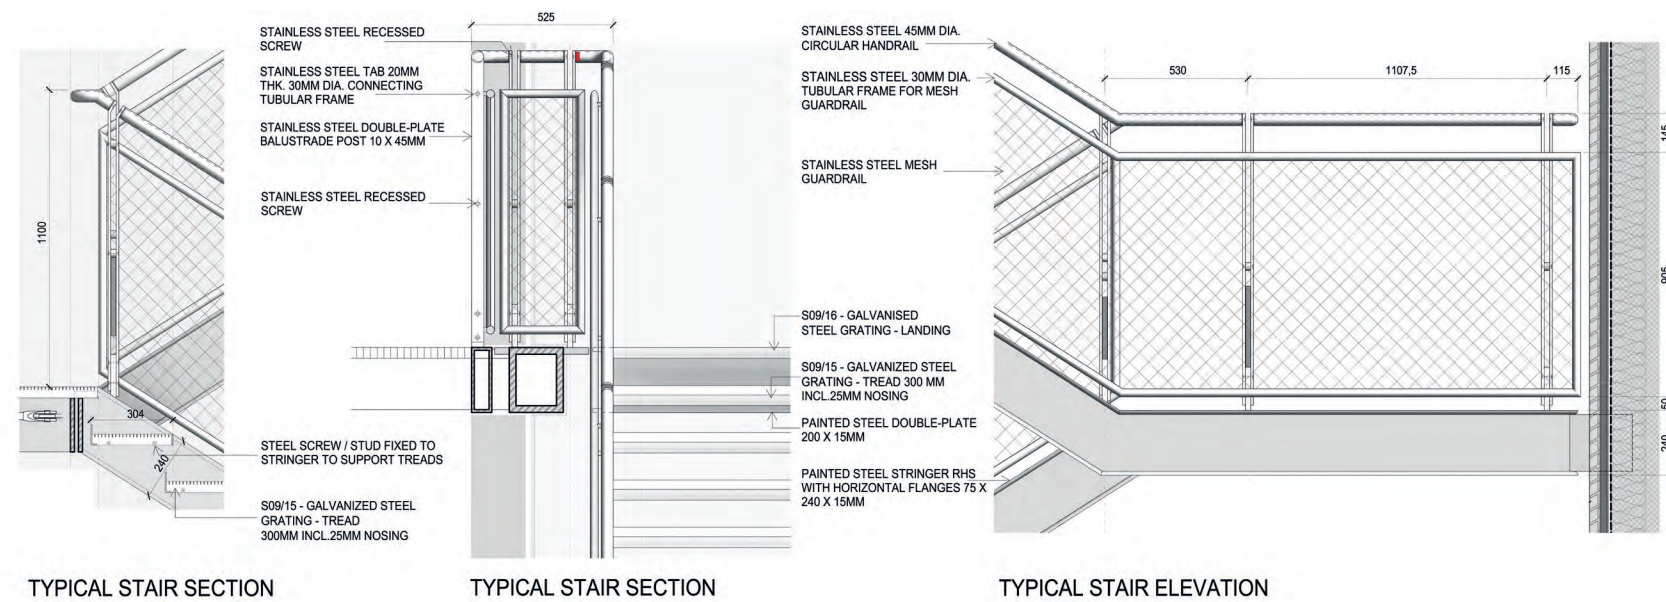 1100
304
240
TYPICAL STAIR SECTION
STAINLESS STEEL RECESSED
SCREW
STAINLESS STEEL TAB 20MM
THK. 30MM DIA. CONNECTING
TUBULAR FRAME
STAINLESS STEEL DOUBLE-PLATE
BALUSTRADE POST 10 X 45MM
STAINLESS STEEL RECESSED
SCREW
STEEL SCREW / STUD FIXED TO
STRINGER TO SUPPORT TREADS
S09/15 - GALVANIZED STEEL
GRATING - TREAD
300MM INCL.25MM NOSING
525
TYPICAL STAIR SECTION
STAINLESS STEEL 45MM DIA.
CIRCULAR HANDRAIL
STAINLESS STEEL 30MM DIA.
TUBULAR FRAME FOR MESH
GUARDRAIL
STAINLESS STEEL MESH
GUARDRAIL
S09/16 - GALVANISED
STEEL GRATING - LANDING
S09/15 - GALVANIZED STEEL
GRATING - TREAD 300 MM
INCL.25MM NOSING
PAINTED STEEL DOUBLE-PLATE
200 X 15MM
PAINTED STEEL STRINGER RHS
WITH HORIZONTAL FLANGES 75 X
240 X 15MM
530
1107,5
115
TYPICAL STAIR ELEVATION